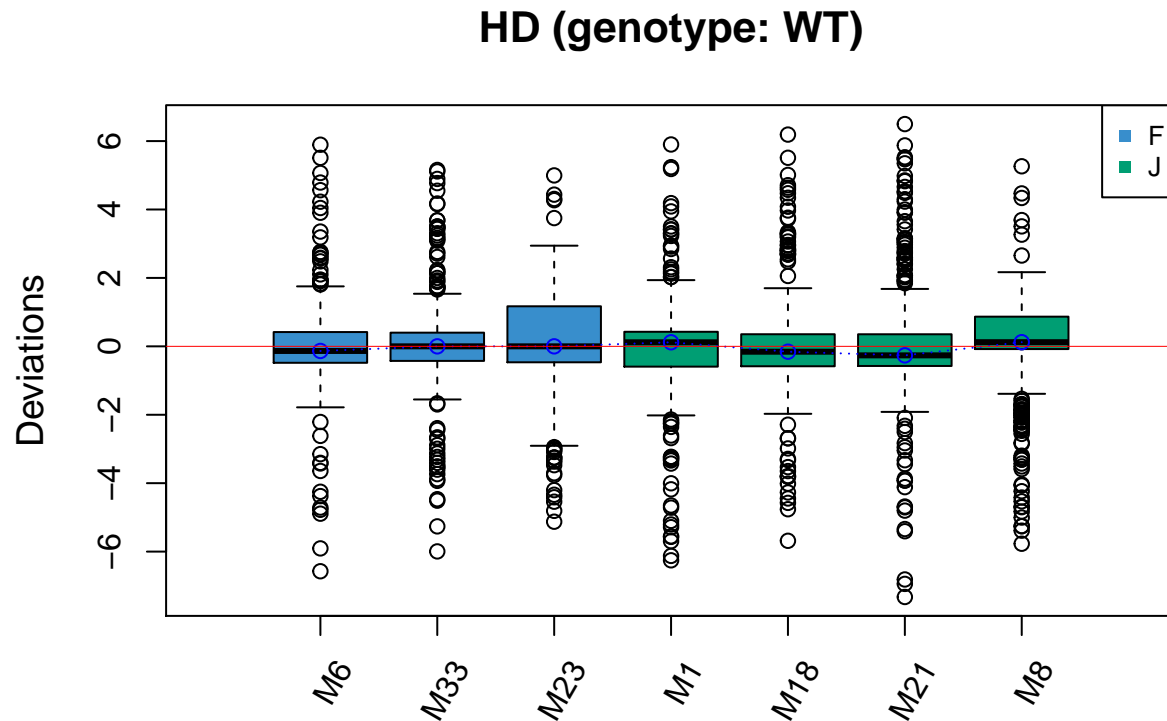 HD (genotype: WT)
F
J
Deviations
6
4
2
0
−2
−4
−6
M6
M33
M23
M1
M18
M21
M8